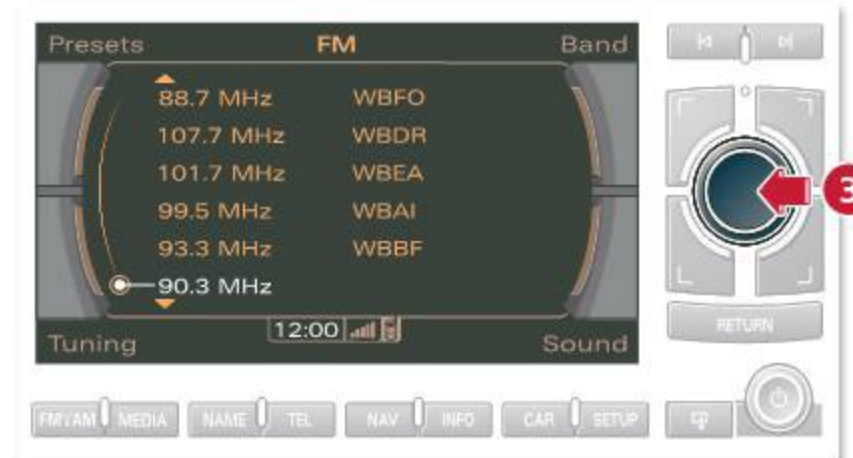 Presets FM Band
88.7 MHz WBFO
107.7 MHz WBDR
101.7 MHz WBEA
99.5 MHz WBAI
93.3 MHz WBBF
90.3 MHz
12:00
Tuning Sound
3
RETURN
FM/AM MEDIA NAME TEL NAV INFO CAR SETUP